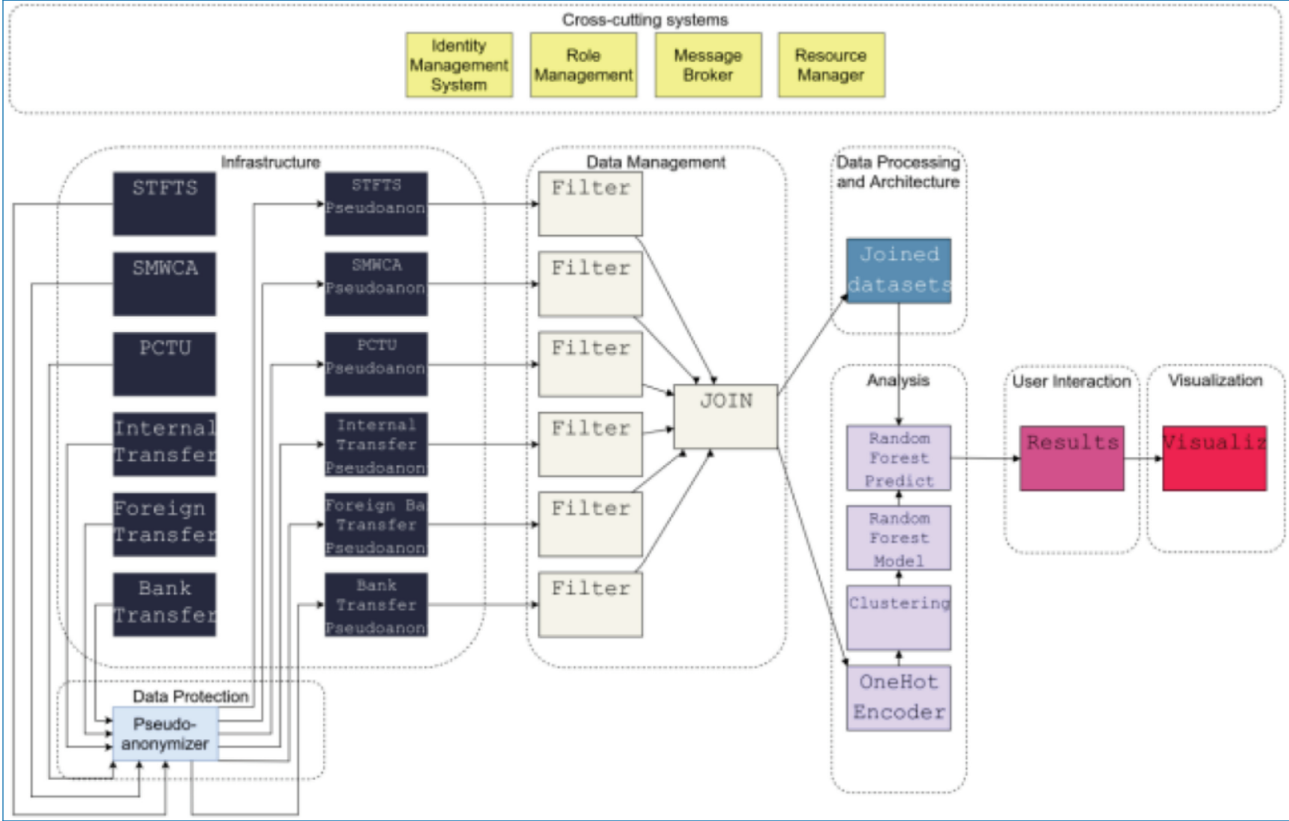 Cross-cutting systems
Identity
Management
System
Role
Management
Message
Broker
Resource
Manager
Infrastructure
STFTS
SMWCA
PCTU
Internal
Transfer
Foreign
Transfer
Bank
Transfer
STFTS
Pseudoanon
SMWCA
Pseudoanon
PCTU
Pseudoanon
Internal
Transfer
Pseudoanon
Foreign Ba
Transfer
Pseudoanon
Bank
Transfer
Pseudoanon
Data Protection
Pseudo-
anonymizer
Data Management
Filter
Filter
Filter
Filter
Filter
Filter
JOIN
Data Processing
and Architecture
Joined
datasets
Analysis
Random
Forest
Predict
Random
Forest
Model
Clustering
OneHot
Encoder
User Interaction
Results
Visualization
Visualiz